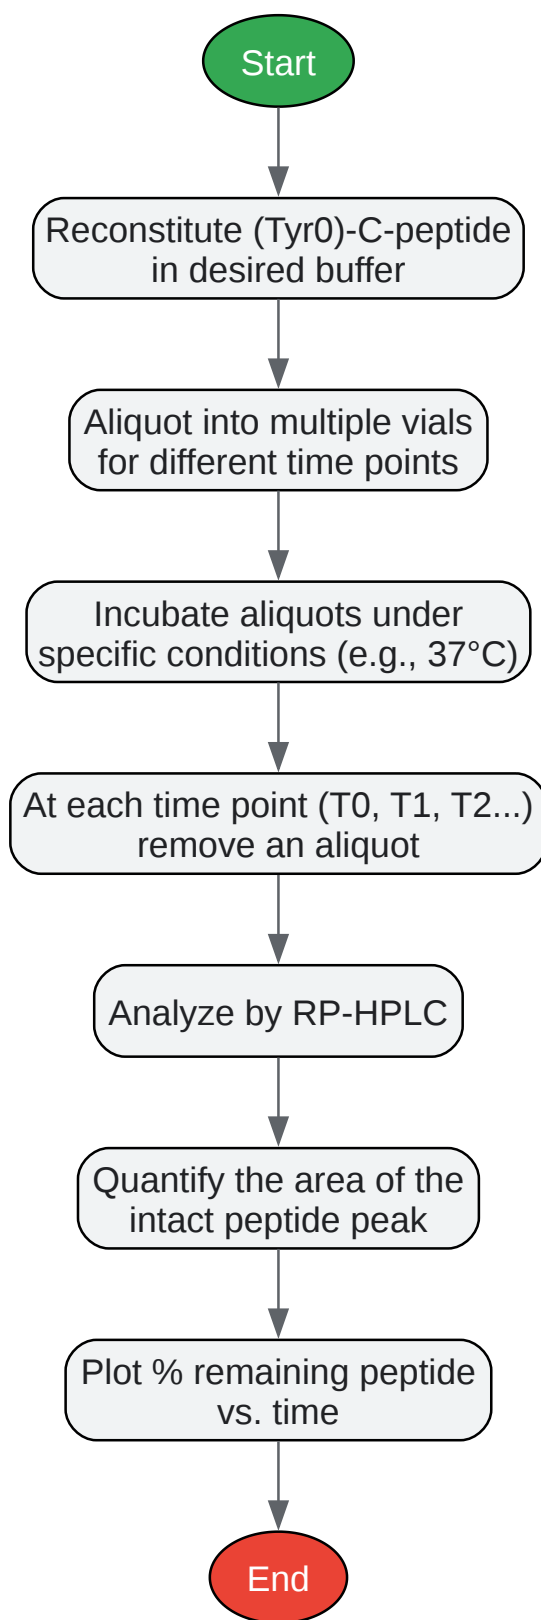 Start
Reconstitute (Tyr0)-C-peptide
in desired buffer
Aliquot into multiple vials
for different time points
Incubate aliquots under
specific conditions (e.g., 37°C)
At each time point (T0, T1, T2...)
remove an aliquot
Analyze by RP-HPLC
Quantify the area of the
intact peptide peak
Plot % remaining peptide
vs. time
End